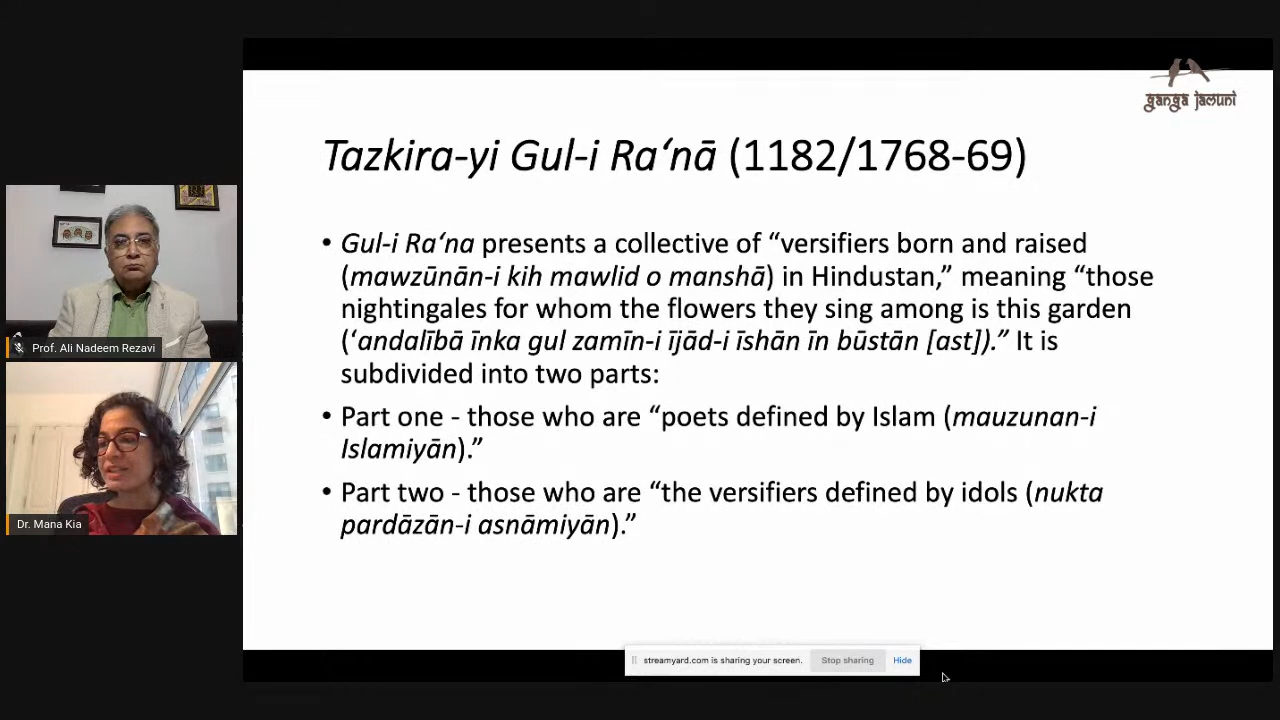 ganga jamuni
Tazkira-yi Gul-i Ra‘nā (1182/1768-69)
• Gul-i Ra‘na presents a collective of “versifiers born and raised
(mawzūnān-i kih mawlid o manshā) in Hindustan,” meaning “those
nightingales for whom the flowers they sing among is this garden
(‘andalībā īnka gul zamīn-i ījād-i īshān īn būstān [ast]).” It is
subdivided into two parts:
• Part one - those who are “poets defined by Islam (mauzunan-i
Islamiyān).”
• Part two - those who are “the versifiers defined by idols (nukta
pardāzān-i asnāmiyān).”
Prof. Ali Nadeem Rezavi
Dr. Mana Kia
streamyard.com is sharing your screen. Stop sharing Hide